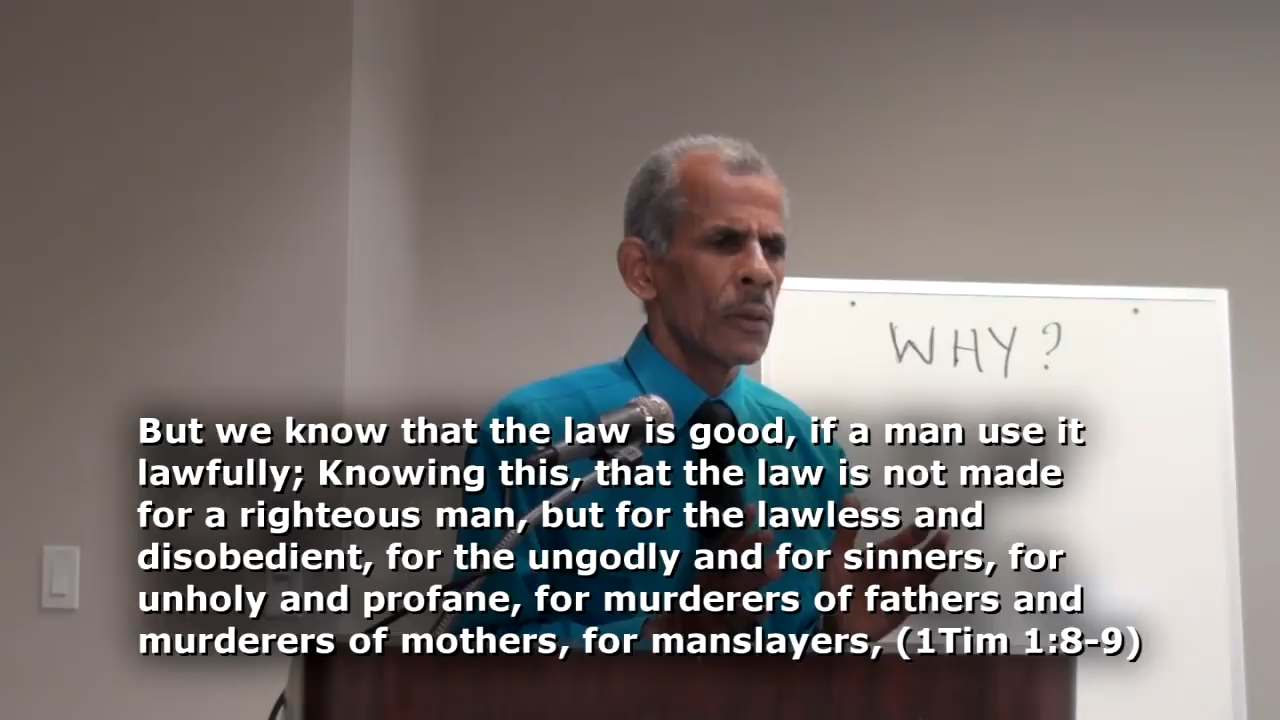 WHY?
But we know that the law is good, if a man use it
lawfully; Knowing this, that the law is not made
for a righteous man, but for the lawless and
disobedient, for the ungodly and for sinners, for
unholy and profane, for murderers of fathers and
murderers of mothers, for manslayers, (1Tim 1:8-9)